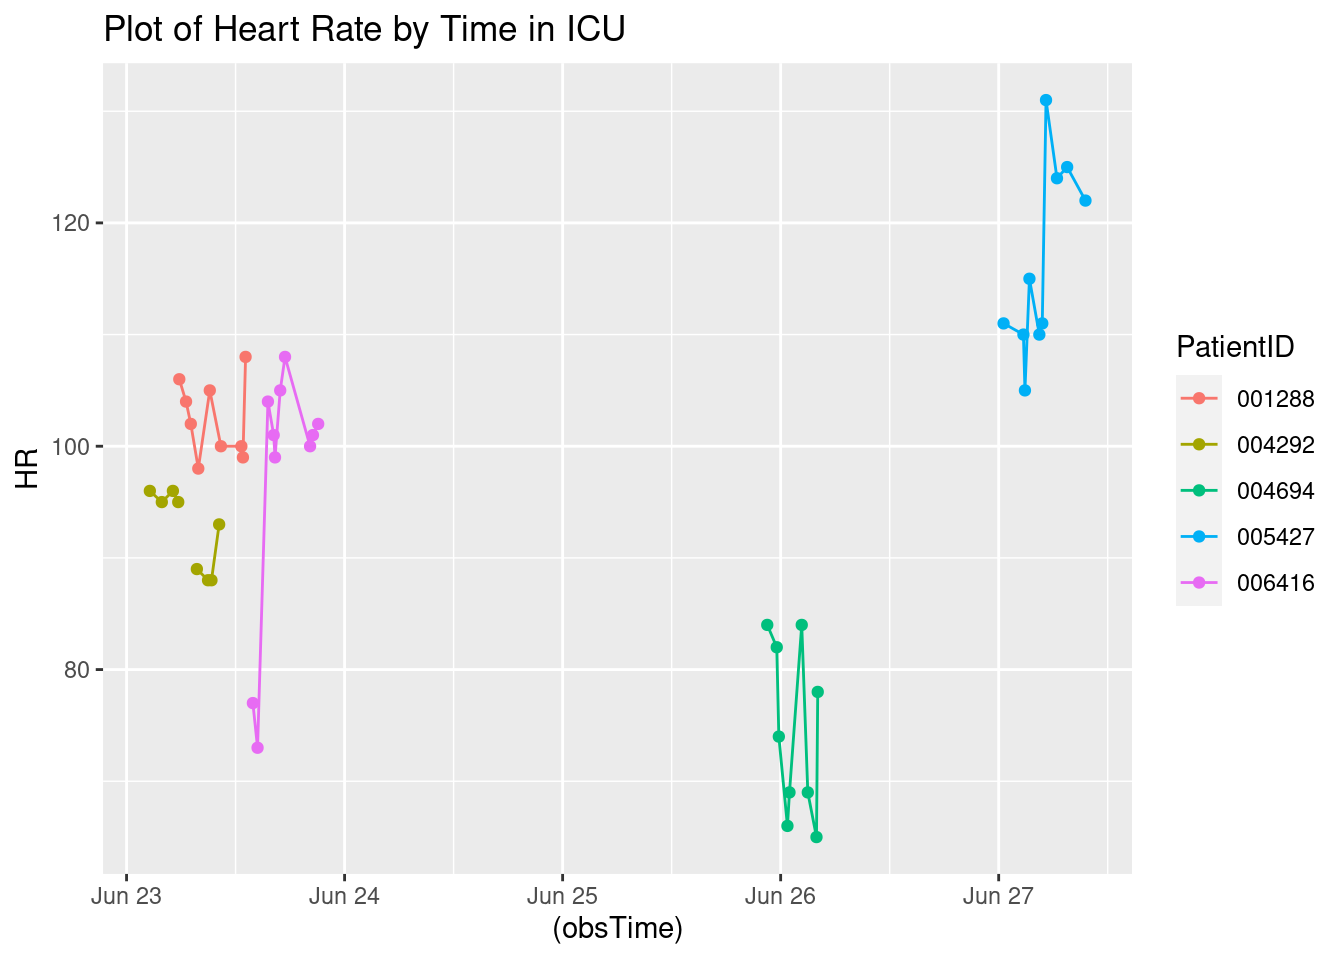 Plot of Heart Rate by Time in ICU
HR
120
100
80
Jun 23
Jun 24
Jun 25
Jun 26
Jun 27
(obsTime)
PatientID
001288
004292
004694
005427
006416